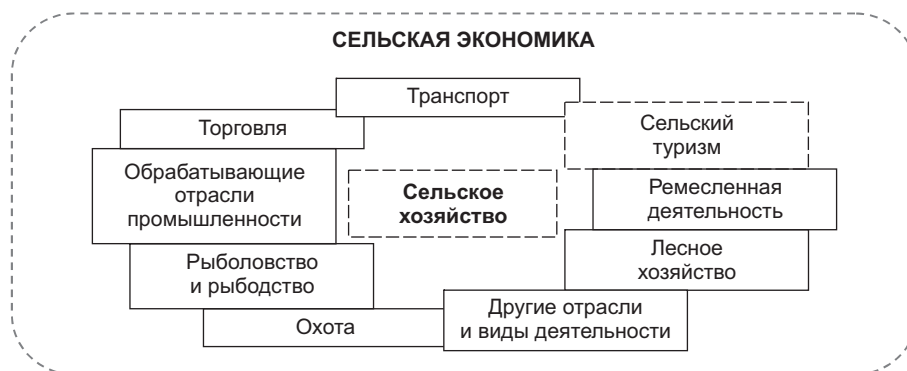 СЕЛЬСКАЯ ЭКОНОМИКА
Транспорт
Торговля
Сельский
туризм
Обрабатывающие
отрасли
промышленности
Сельское
хозяйство
Ремесленная
деятельность
Рыболовство
и рыбодство
Лесное
хозяйство
Охота
Другие отрасли
и виды деятельности